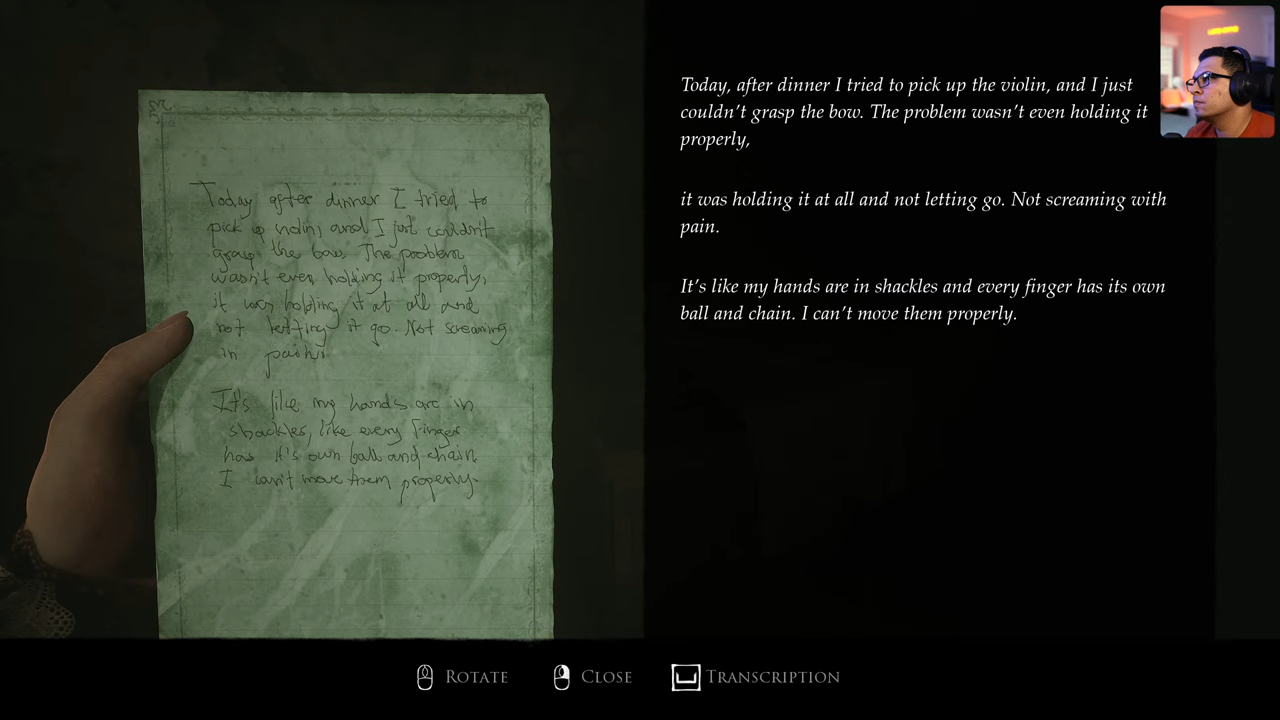 Today after dinner I tried to
pick up violin, and I just couldn't
grasp the bow. The problem
wasn't even holding it properly,
it was holding it at all and
not letting it go. Not screaming
in
It's like my hands are in
shackles, like every finger
has it's own ball and chain
I can't move them properly.
Today, after dinner I tried to pick up the violin, and I just
couldn't grasp the bow. The problem wasn't even holding it
properly,
it was holding it at all and not letting go. Not screaming with
pain.
It's like my hands are in shackles and every finger has its own
ball and chain. I can't move them properly.
ROTATE
CLOSE
TRANSCRIPTION